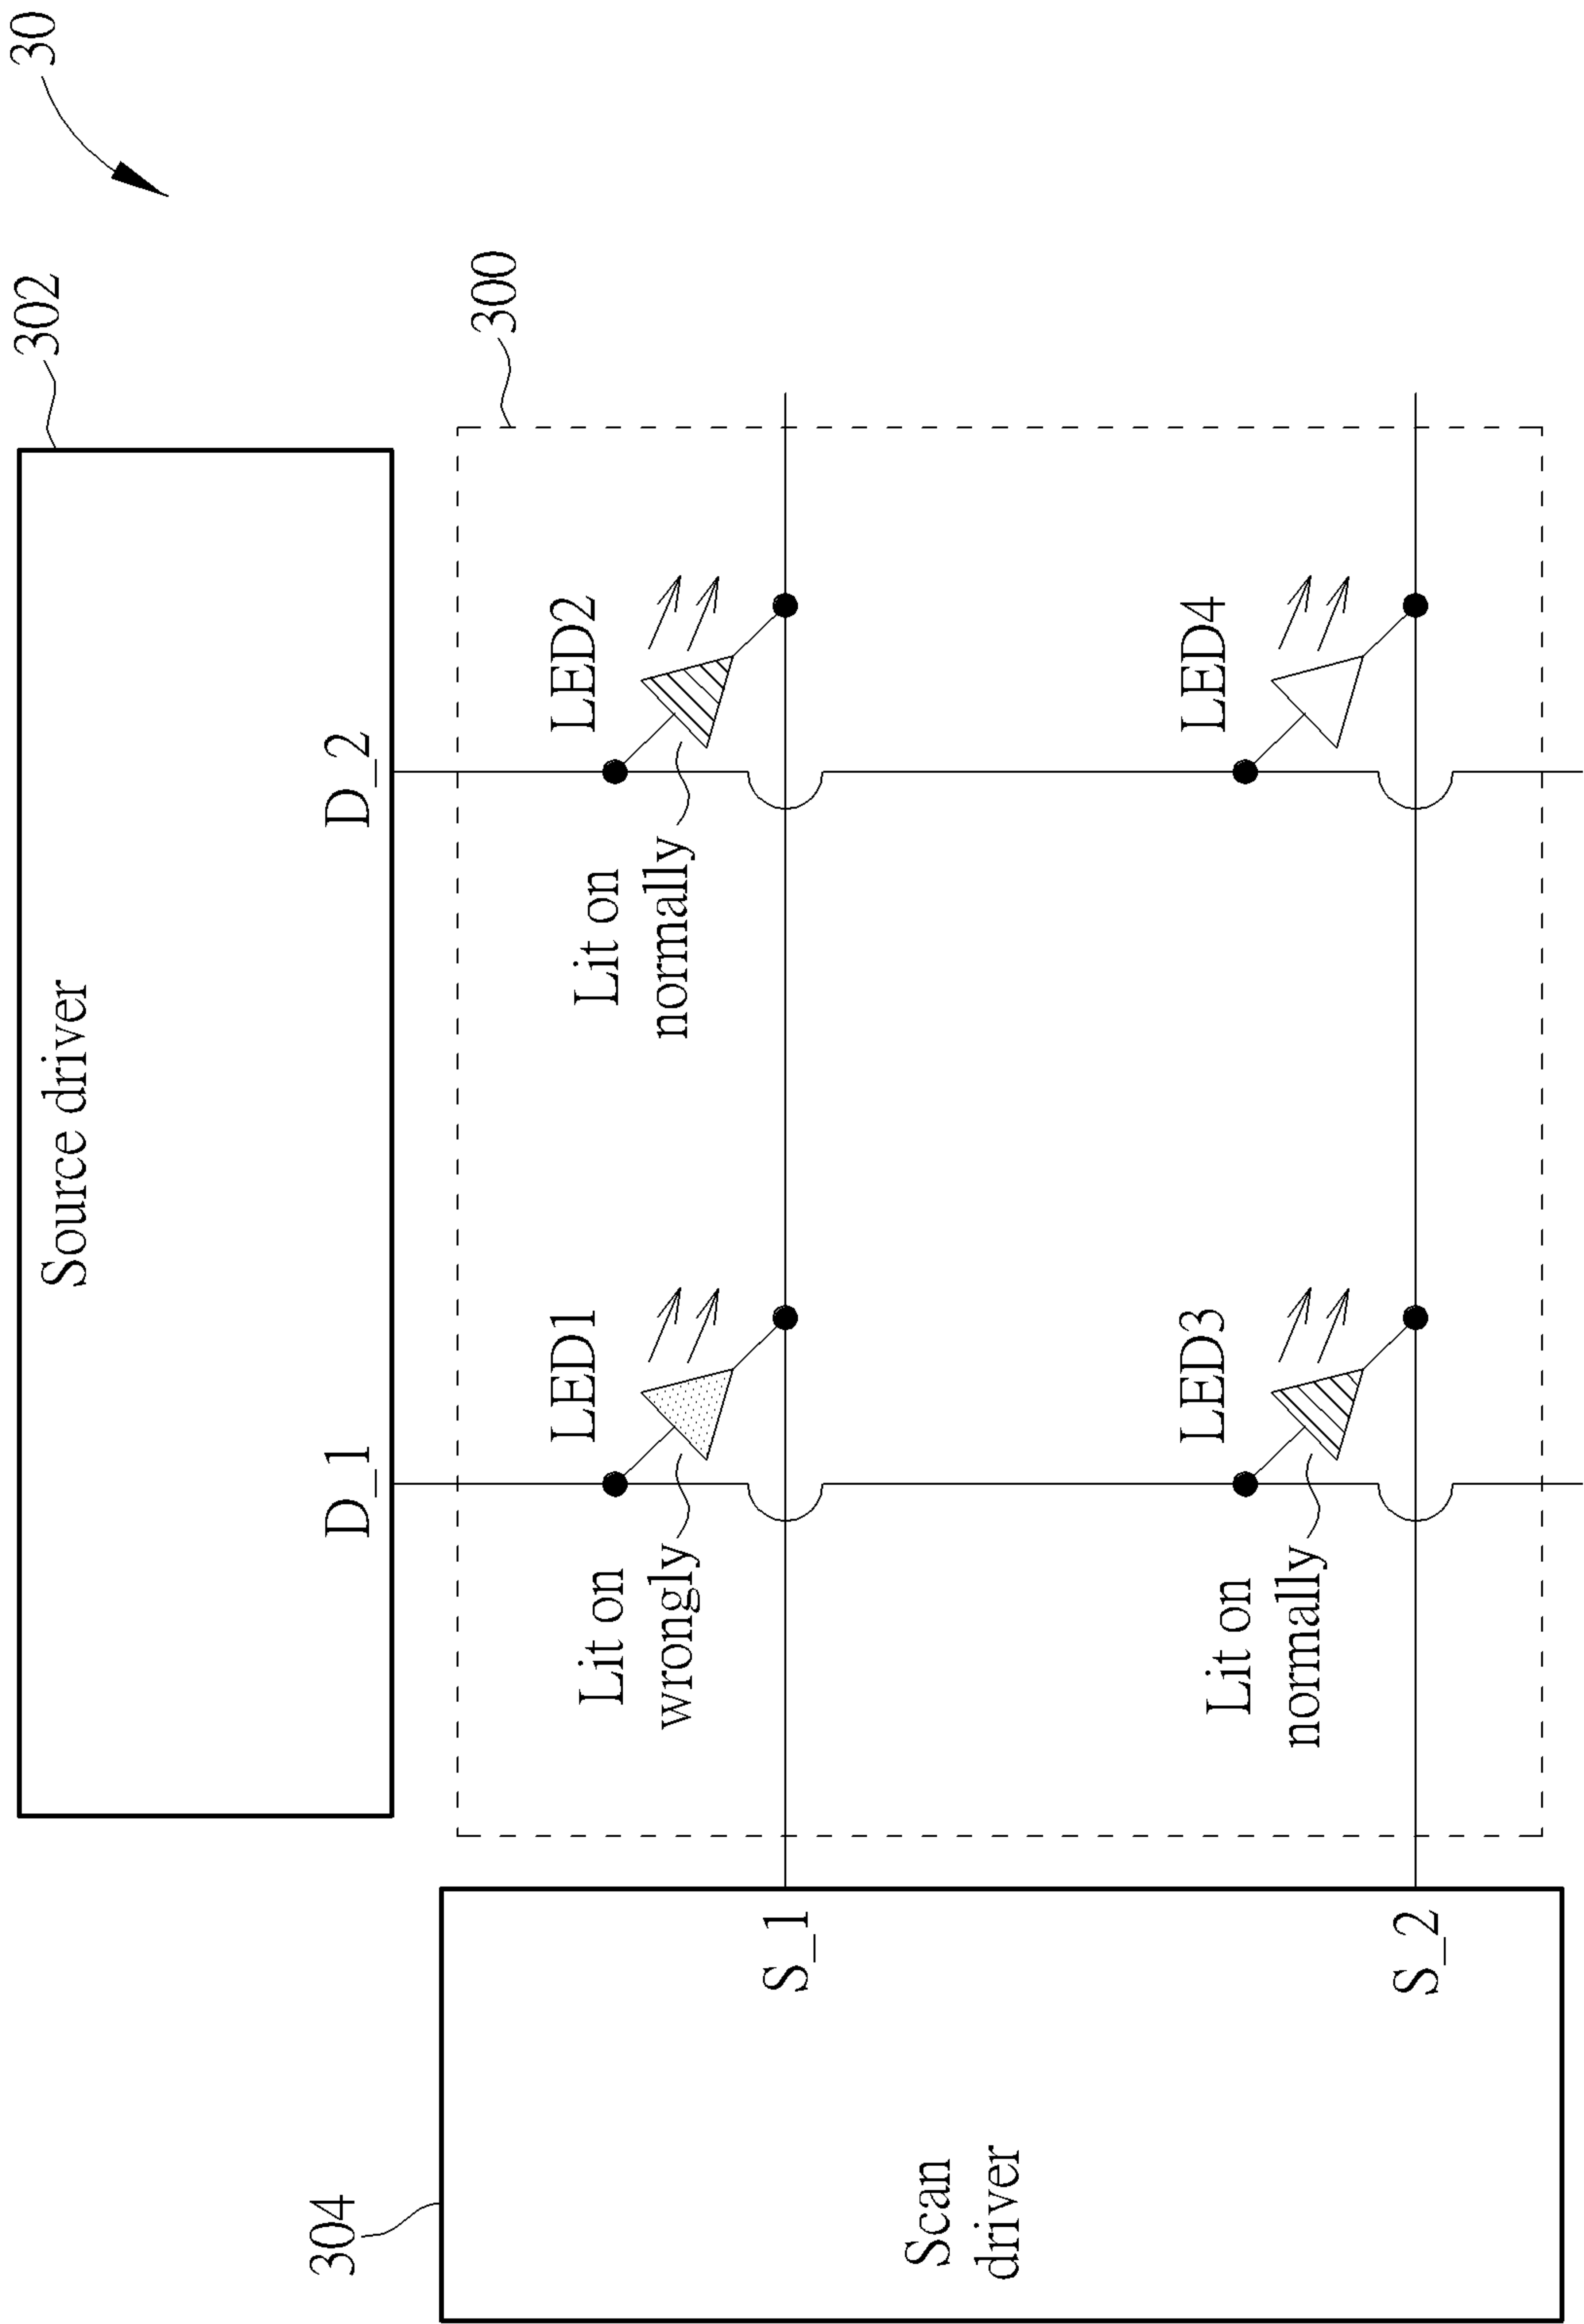 30
302
Source driver
D_1
D_2
300
304
LED1
LED2
Lit on
wrongly
Lit on
normally
S_1
Scan
driver
LED3
LED4
Lit on
normally
S_2